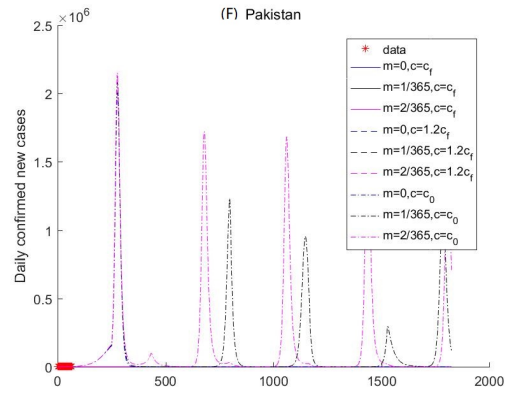 (F) Pakistan
×10⁶
2.5
2
1.5
1
0.5
0
Daily confirmed new cases
0 500 1000 1500 2000
data
m=0,c=c_f
m=1/365,c=c_f
m=2/365,c=c_f
m=0,c=1.2c_f
m=1/365,c=1.2c_f
m=2/365,c=1.2c_f
m=0,c=c_0
m=1/365,c=c_0
m=2/365,c=c_0